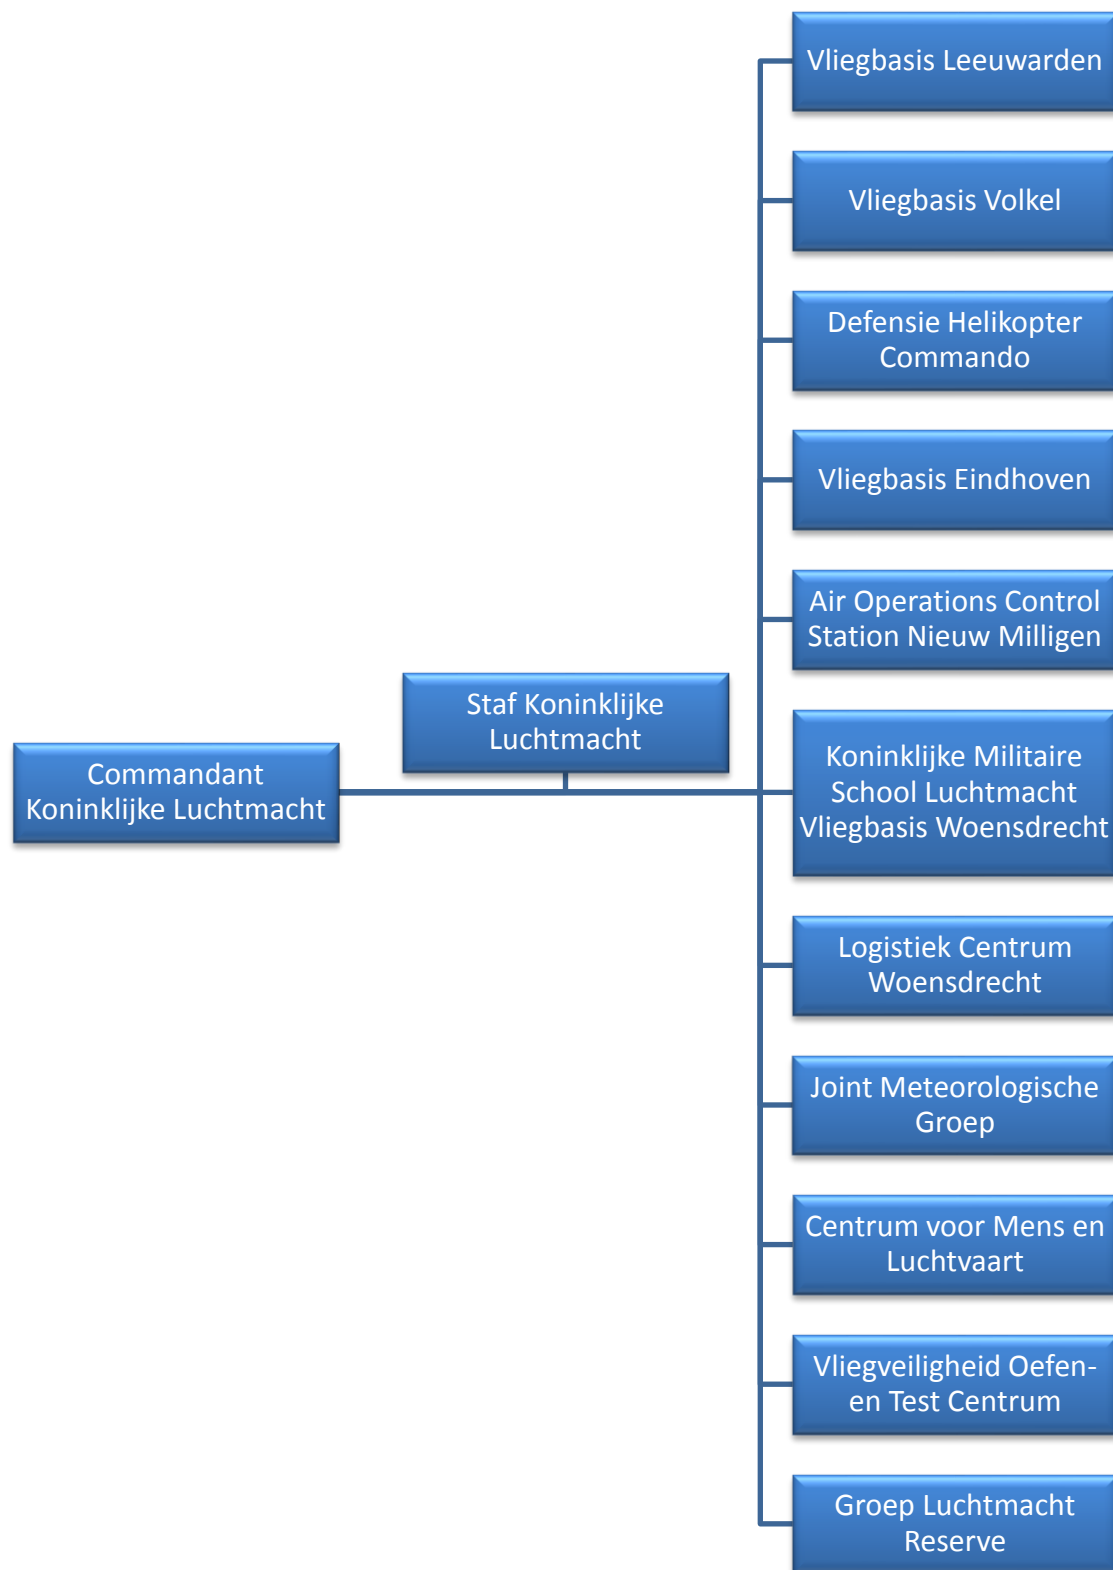 Commandant
Koninklijke Luchtmacht
Staf Koninklijke
Luchtmacht
Vliegbasis Leeuwarden
Vliegbasis Volkel
Defensie Helikopter
Commando
Vliegbasis Eindhoven
Air Operations Control
Station Nieuw Milligen
Koninklijke Militaire
School Luchtmacht
Vliegbasis Woensdrecht
Logistiek Centrum
Woensdrecht
Joint Meteorologische
Groep
Centrum voor Mens en
Luchtvaart
Vliegveiligheid Oefen-
en Test Centrum
Groep Luchtmacht
Reserve